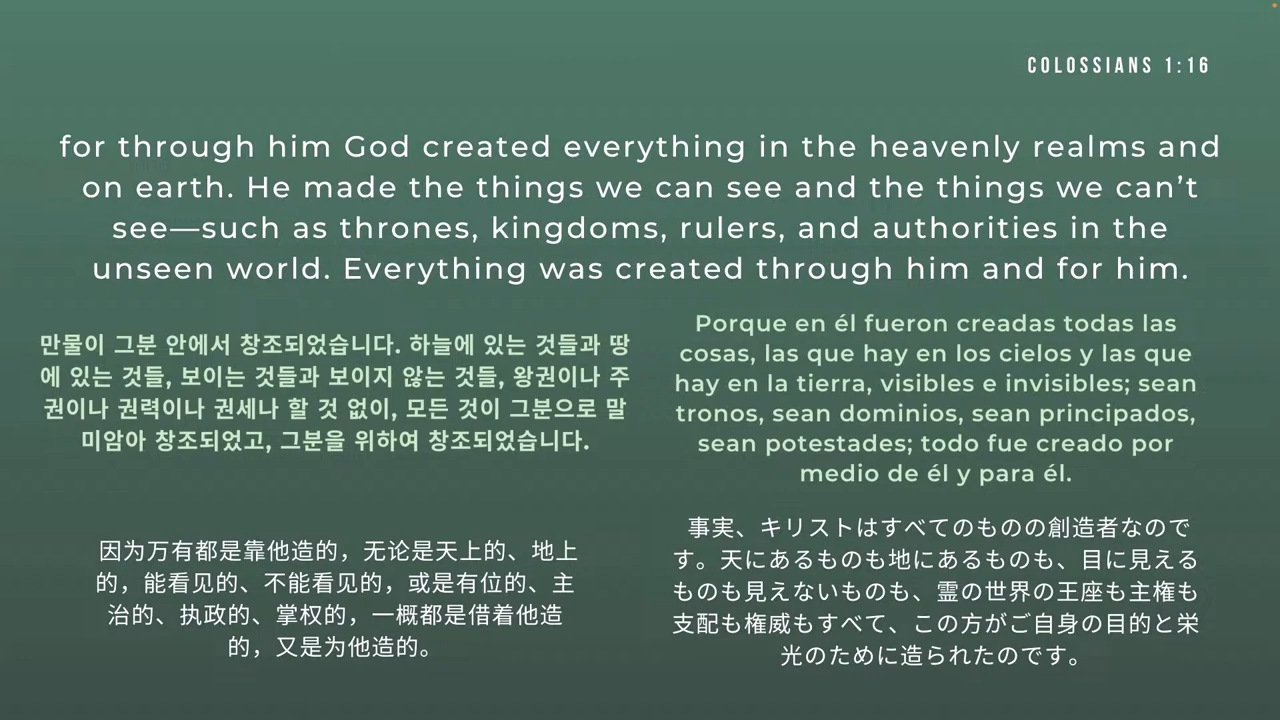 COLOSSIANS 1:16
for through him God created everything in the heavenly realms and
on earth. He made the things we can see and the things we can’t
see—such as thrones, kingdoms, rulers, and authorities in the
unseen world. Everything was created through him and for him.
만물이 그분 안에서 창조되었습니다. 하늘에 있는 것들과 땅
에 있는 것들, 보이는 것들과 보이지 않는 것들, 왕권이나 주
권이나 권력이나 권세나 할 것 없이, 모든 것이 그분으로 말
미암아 창조되었고, 그분을 위하여 창조되었습니다.
Porque en él fueron creadas todas las
cosas, las que hay en los cielos y las que
hay en la tierra, visibles e invisibles; sean
tronos, sean dominios, sean principados,
sean potestades; todo fue creado por
medio de él y para él.
因为万有都是靠他造的，无论是天上的、地上
的，能看见的、不能看见的，或是有位的、主
治的、执政的、掌权的，一概都是借着他造
的，又是为他造的。
事実、キリストはすべてのものの創造者なので
す。天にあるものも地にあるものも、目に見える
ものも見えないものも、霊の世界の王座も主権も
支配も権威もすべて、この方がご自身の目的と栄
光のために造られたのです。